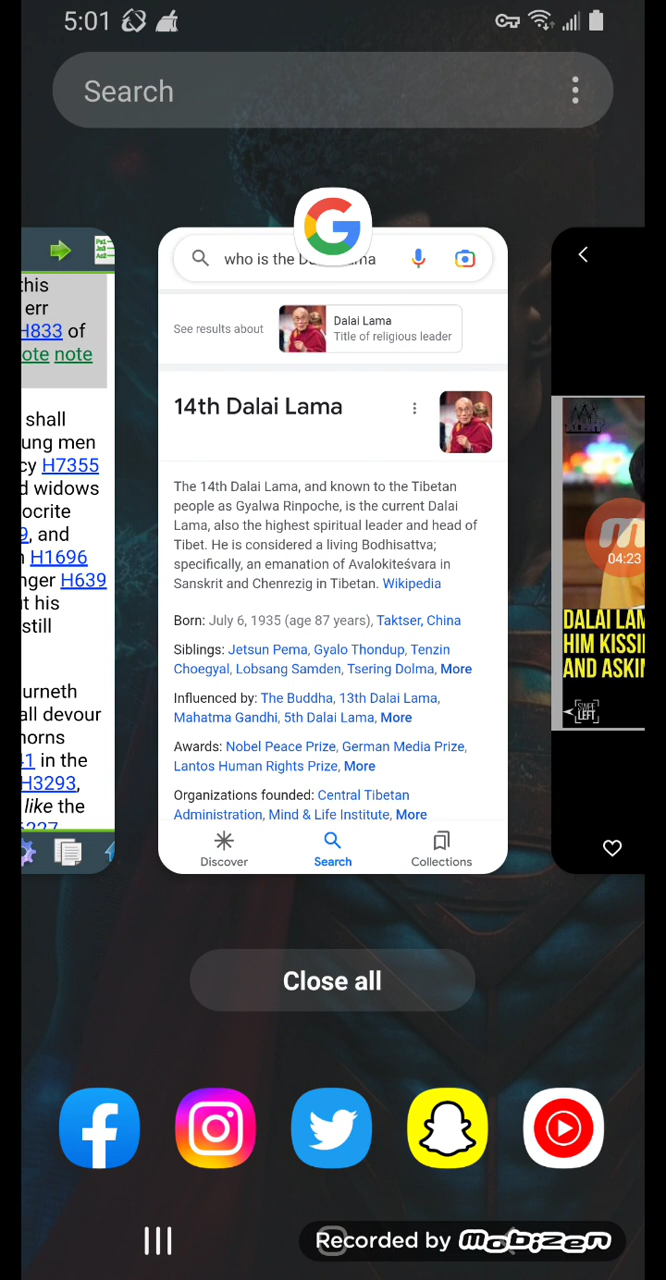 5:01
Search
this
err
H833 of
note note
shall
H7355
d widows
ocrite
9, and
H1696
H639
ut his
still
urneth
all devour
horns
41 in the
H3293,
like the
who is the D
See results about
Dalai Lama
Title of religious leader
14th Dalai Lama
The 14th Dalai Lama, and known to the Tibetan
people as Gyalwa Rinpoche, is the current Dalai
Lama, also the highest spiritual leader and head of
Tibet. He is considered a living Bodhisattva;
specifically, an emanation of Avalokiteśvara in
Sanskrit and Chenrezig in Tibetan. Wikipedia
Born: July 6, 1935 (age 87 years), Taktser, China
Siblings: Jetsun Pema, Gyalo Thondup, Tenzin
Choegyal, Lobsang Samden, Tsering Dolma, More
Influenced by: The Buddha, 13th Dalai Lama,
Mahatma Gandhi, 5th Dalai Lama, More
Awards: Nobel Peace Prize, German Media Prize,
Lantos Human Rights Prize, More
Organizations founded: Central Tibetan
Administration, Mind & Life Institute, More
Discover
Search
Collections
04:23
DALAI LAM
HIM KISSI
AND ASKI
STAGE
LEFT
Close all
Recorded by mobizen